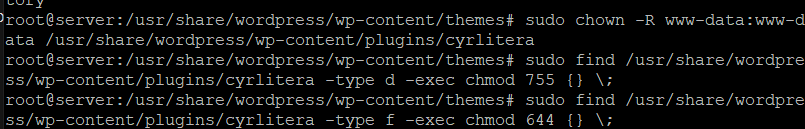 tory
root@server:/usr/share/wordpress/wp-content/themes# sudo chown -R www-data:www-d
ata /usr/share/wordpress/wp-content/plugins/cyrlitera
root@server:/usr/share/wordpress/wp-content/themes# sudo find /usr/share/wordpre
ss/wp-content/plugins/cyrlitera -type d -exec chmod 755 {} \;
root@server:/usr/share/wordpress/wp-content/themes# sudo find /usr/share/wordpre
ss/wp-content/plugins/cyrlitera -type f -exec chmod 644 {} \;